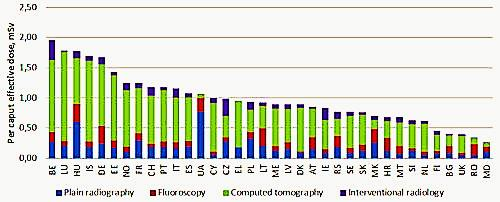 Per caput effective dose, mSv
2,00
1,50
1,00
0,50
0,00
BE LU HU IS DE EE NO FR CH PT IT ES UA CY CZ EL PL LT ME LV DK AT IE RS SE SK MK HR MT SI NL FI BG UK RO MD
Plain radiography Fluoroscopy Computed tomography Interventional radiology